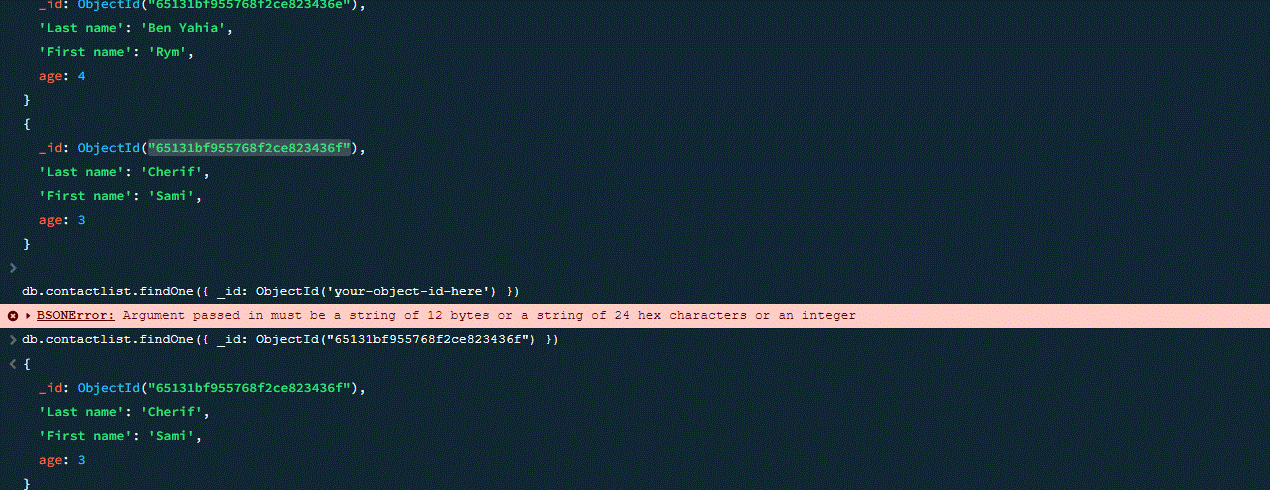 _id: ObjectId("65131bf955768f2ce823436e")
'Last name': 'Ben Yahia',
'First name': 'Rym',
age: 4
}
{
_id: ObjectId("65131bf955768f2ce823436f"),
'Last name': 'Cherif',
'First name': 'Sami',
age: 3
}
>
db.contactlist.findOne({ _id: ObjectId('your-object-id-here') })
BSONError: Argument passed in must be a string of 12 bytes or a string of 24 hex characters or an integer
> db.contactlist.findOne({ _id: ObjectId("65131bf955768f2ce823436f") })
< {
_id: ObjectId("65131bf955768f2ce823436f"),
'Last name': 'Cherif',
'First name': 'Sami',
age: 3
}